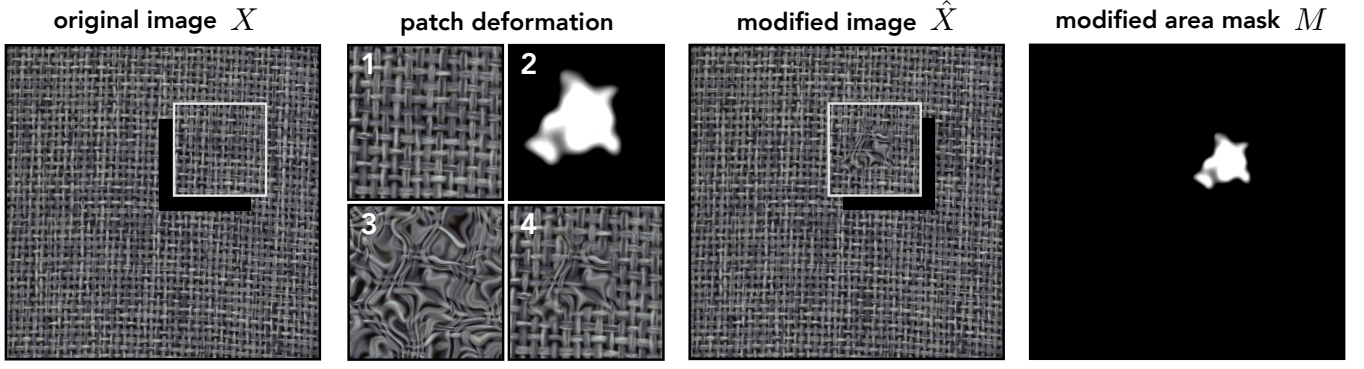 original image X
patch deformation
modified image X̂
modified area mask M
1
2
3
4